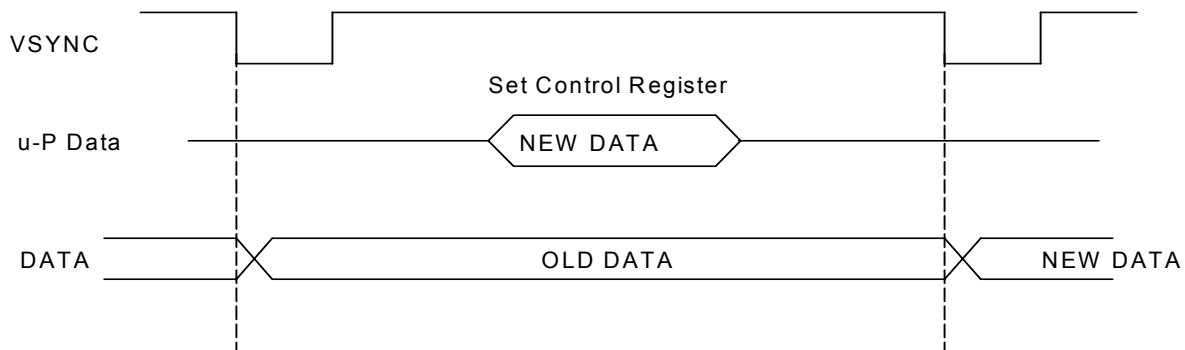 VSYNC
Set Control Register
u-P Data
NEW DATA
DATA
OLD DATA
NEW DATA